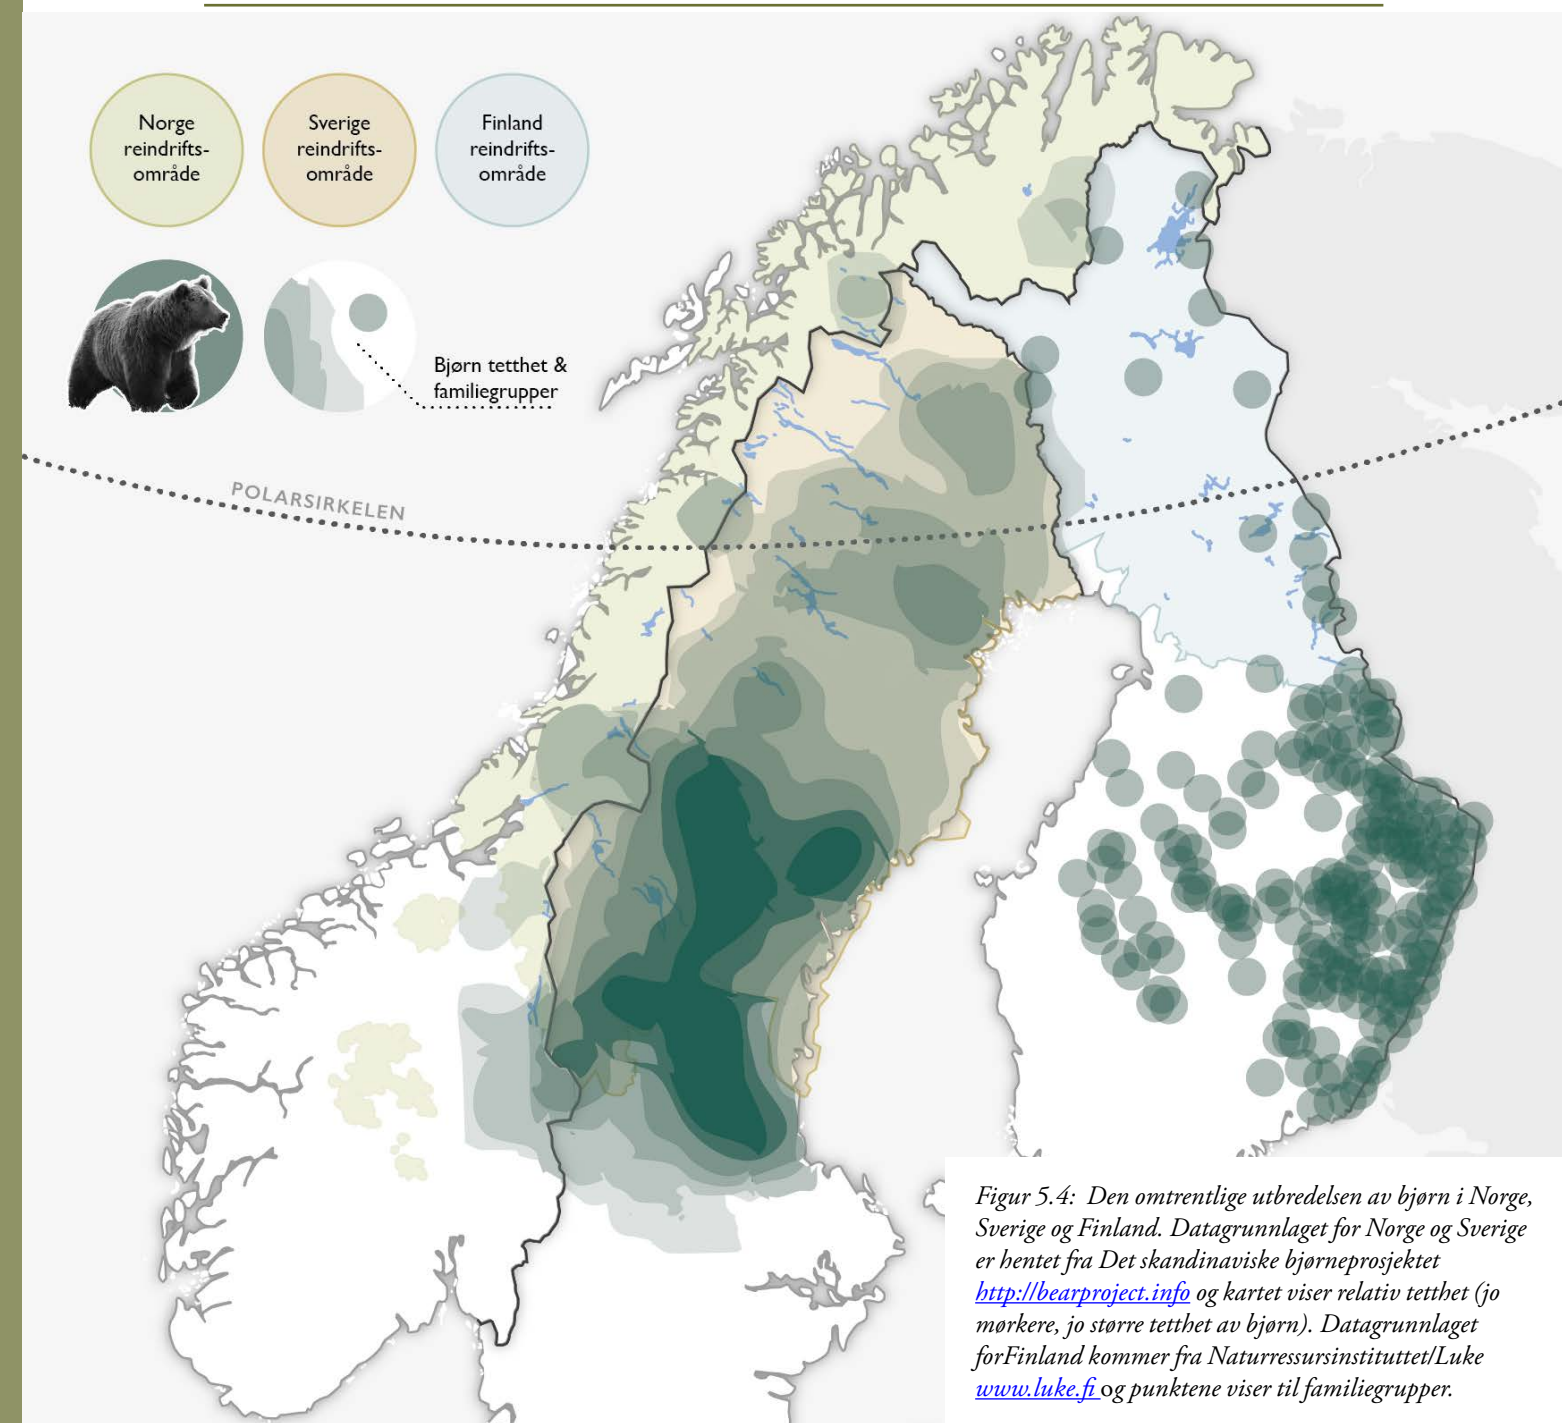 Norge
reindrifts-
område
Sverige
reindrifts-
område
Finland
reindrifts-
område
Bjørn tetthet &
familiegrupper
POLARSIRKELEN
Figur 5.4: Den omtrentlige utbredelsen av bjørn i Norge,
Sverige og Finland. Datagrunnlaget for Norge og Sverige
er hentet fra Det skandinaviske bjørneprosjektet
http://bearproject.info og kartet viser relativ tetthet (jo
mørkere, jo større tetthet av bjørn). Datagrunnlaget
forFinland kommer fra Naturressursinstituttet/Luke
www.luke.fi og punktene viser til familiegrupper.